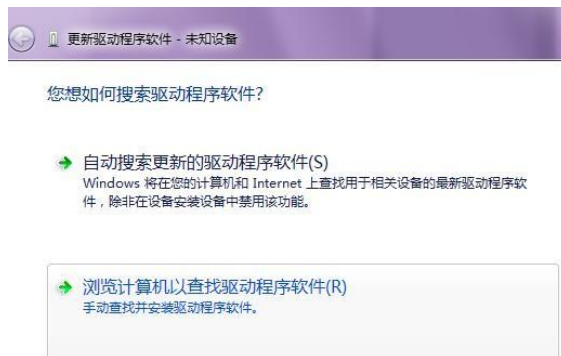 更新驱动程序软件 - 未知设备
您想如何搜索驱动程序软件?
自动搜索更新的驱动程序软件(S)
Windows 将在您的计算机和 Internet 上查找用于相关设备的最新驱动程序软
件，除非在设备安装设备中禁用该功能。
浏览计算机以查找驱动程序软件(R)
手动查找并安装驱动程序软件。